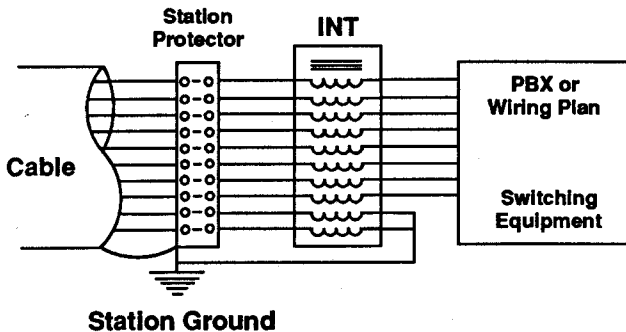 Station
Protector
INT
PBX or
Wiring Plan
Cable
Switching
Equipment
Station Ground